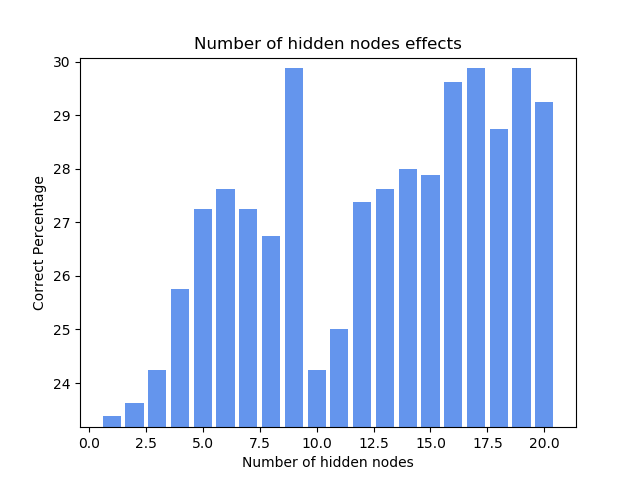 Number of hidden nodes effects
Correct Percentage
30
29
28
27
26
25
24
0.0 2.5 5.0 7.5 10.0 12.5 15.0 17.5 20.0
Number of hidden nodes